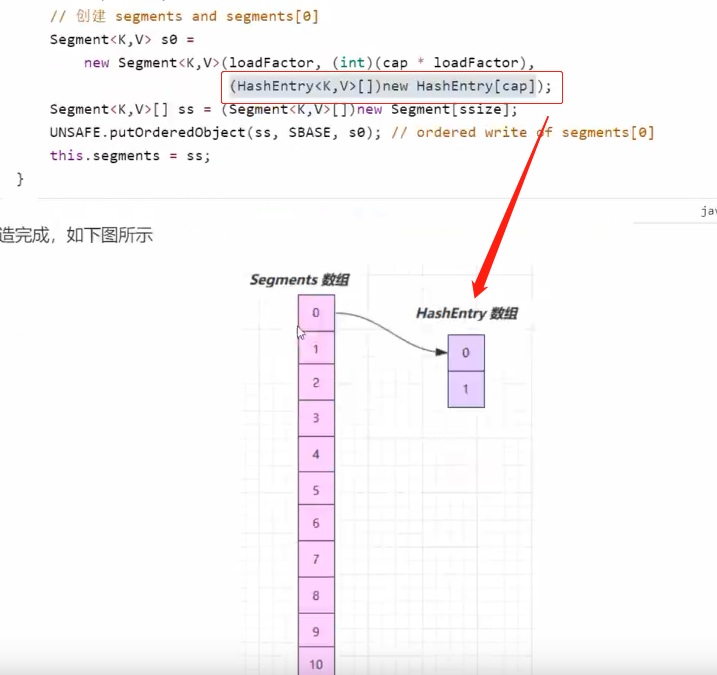 // 创建 segments and segments[0]
Segment<K,V> s0 =
new Segment<K,V>(loadFactor, (int)(cap * loadFactor),
(HashEntry<K,V>[])new HashEntry[cap]);
Segment<K,V>[] ss = (Segment<K,V>[])new Segment[ssize];
UNSAFE.putOrderedObject(ss, SBASE, s0); // ordered write of segments[0]
this.segments = ss;
}
jav
造完成，如下图所示
Segments 数组
HashEntry 数组
0
1
2
3
4
5
6
7
8
9
10
0
1